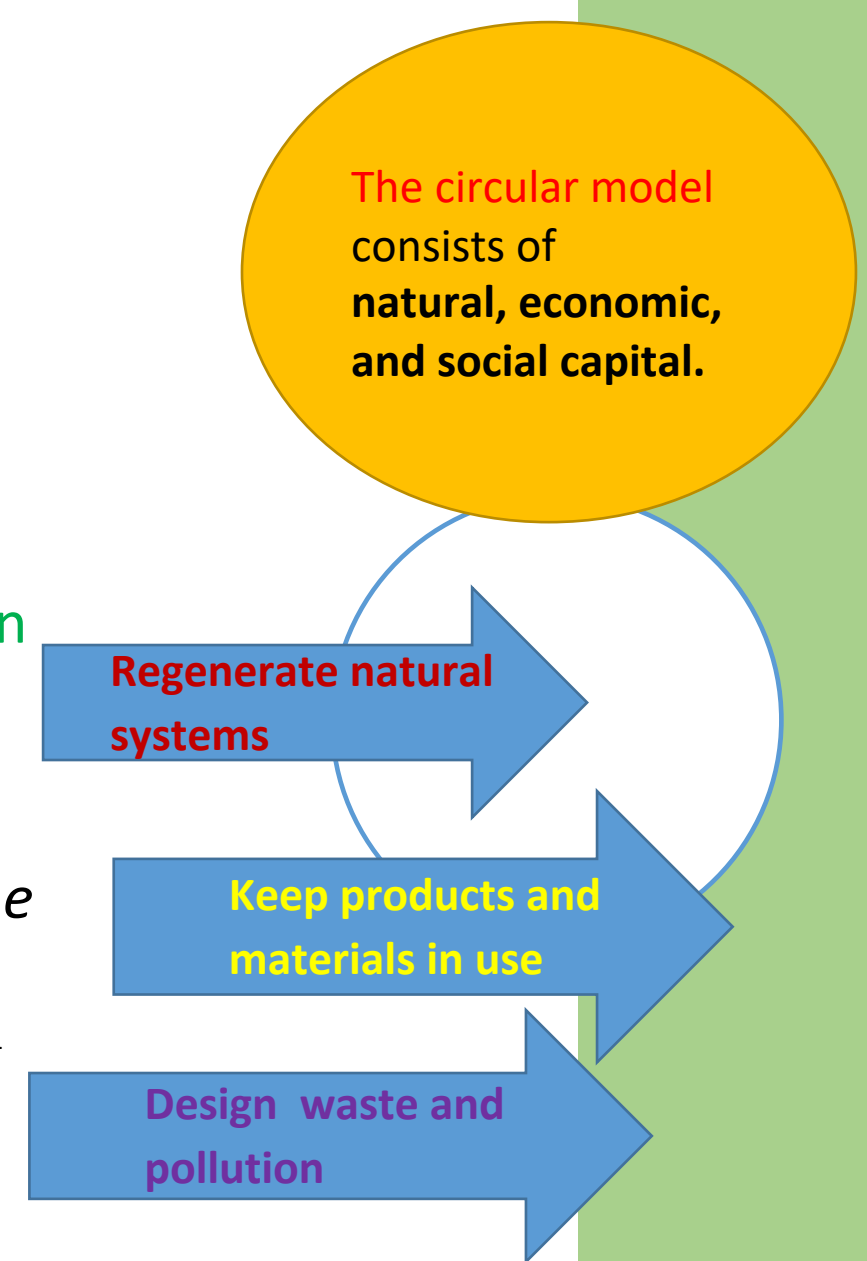 The circular model
consists of
natural, economic,
and social capital.
n
Regenerate natural
systems
e
Keep products and
materials in use
Design  waste and
pollution